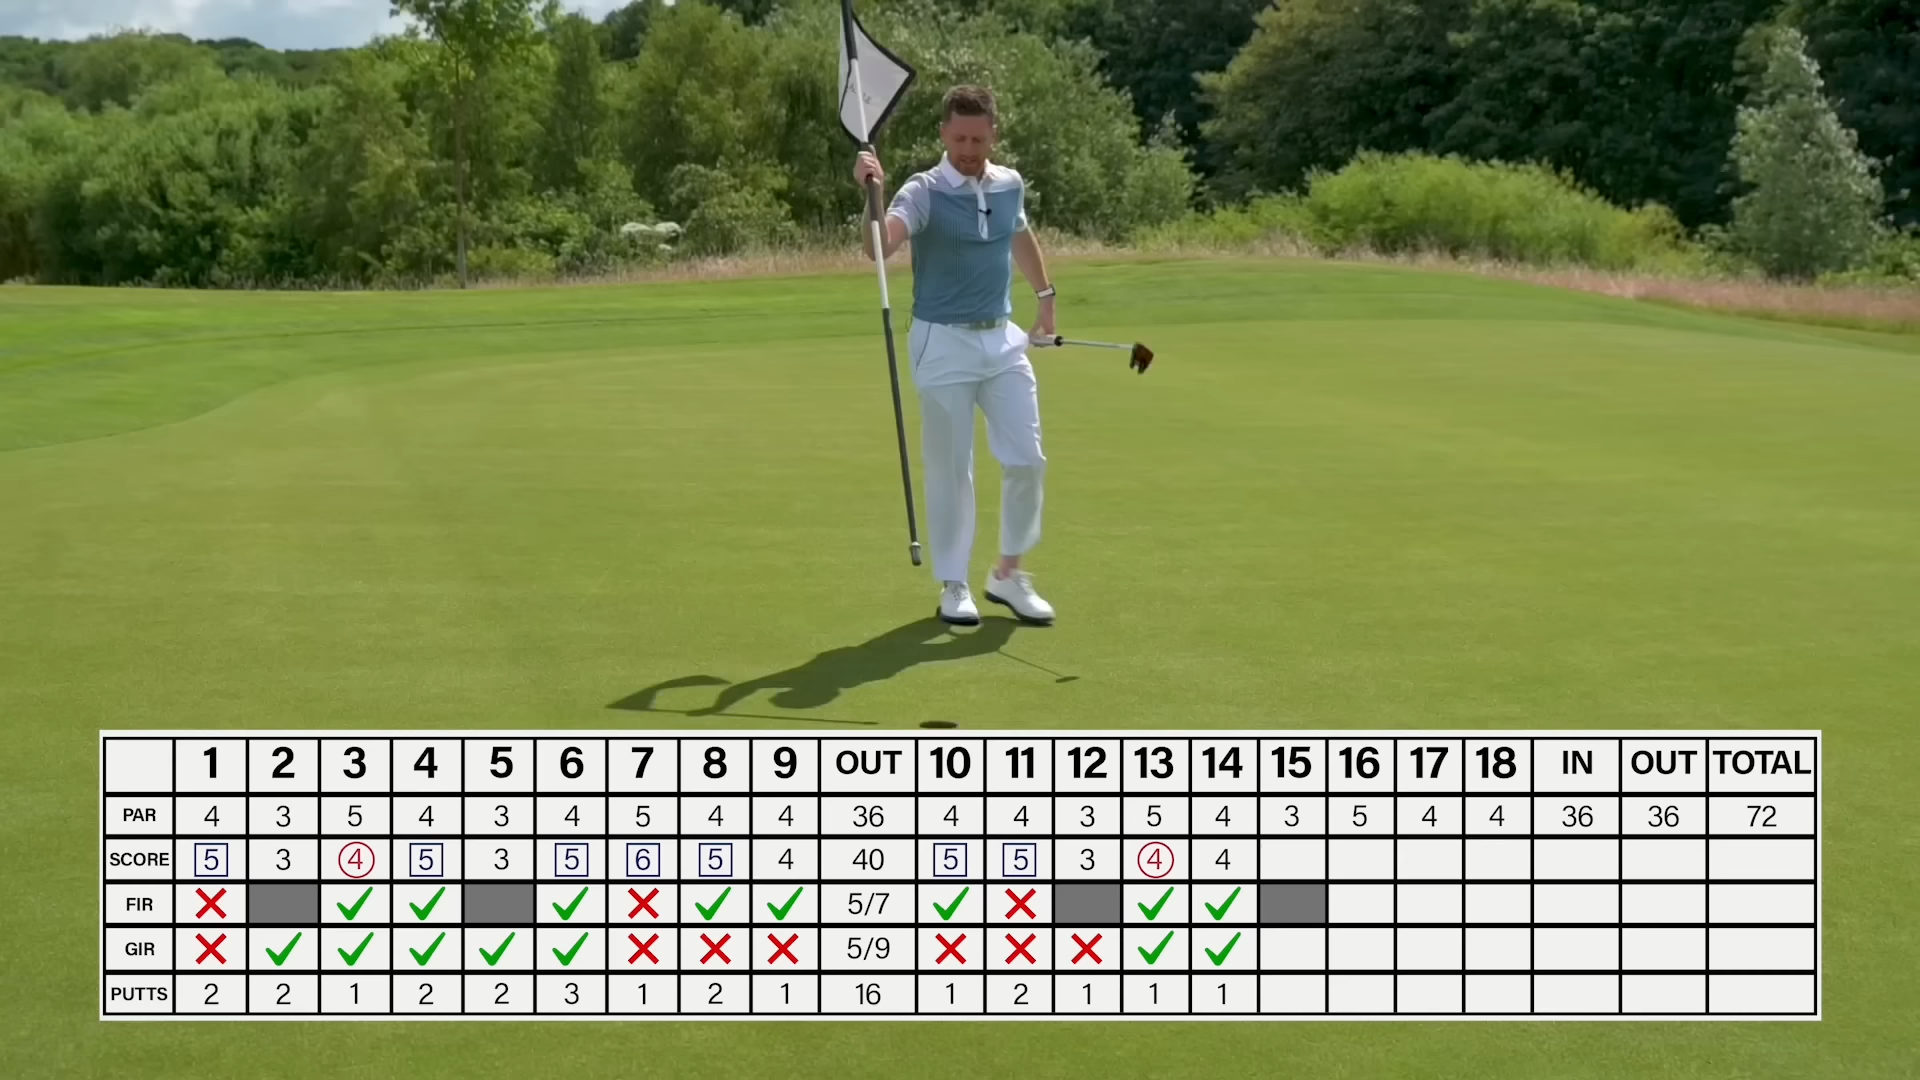 1 2 3 4 5 6 7 8 9 OUT 10 11 12 13 14 15 16 17 18 IN OUT TOTAL
PAR 4 3 5 4 3 4 5 4 4 36 4 4 3 5 4 3 5 4 4 36 36 72
SCORE 5 3 4 5 3 5 6 5 4 40 5 5 3 4 4
FIR 5/7
GIR 5/9
PUTTS 2 2 1 2 2 3 1 2 1 16 1 2 1 1 1